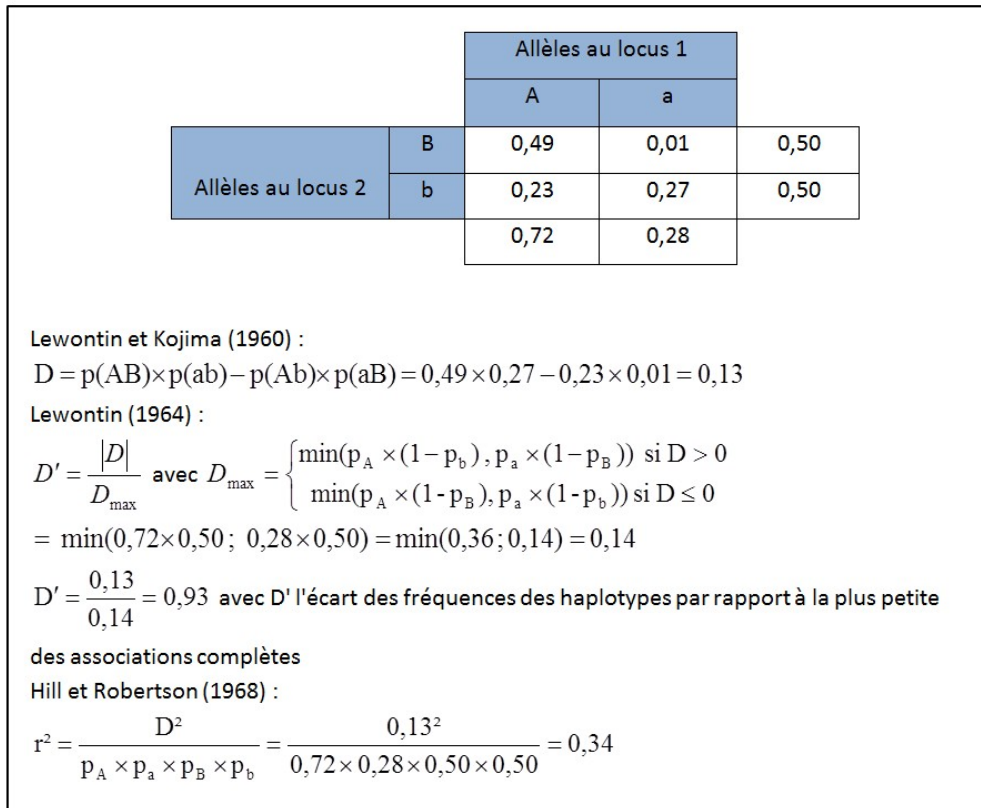 Allèles au locus 1
A a
B 0,49 0,01 0,50
Allèles au locus 2 b 0,23 0,27 0,50
0,72 0,28
Lewontin et Kojima (1960) :
D = p(AB)×p(ab)−p(Ab)×p(aB) = 0,49×0,27−0,23×0,01 = 0,13
Lewontin (1964) :
D′ = |D| / D_max avec D_max = { min(p_A ×(1−p_b) , p_a ×(1−p_B)) si D > 0
min(p_A ×(1-p_B), p_a ×(1-p_b)) si D ≤ 0
= min(0,72×0,50 ; 0,28×0,50) = min(0,36 ; 0,14) = 0,14
D′ = 0,13 / 0,14 = 0,93 avec D' l'écart des fréquences des haplotypes par rapport à la plus petite
des associations complètes
Hill et Robertson (1968) :
r² = D² / p_A × p_a × p_B × p_b = 0,13² / 0,72×0,28×0,50×0,50 = 0,34